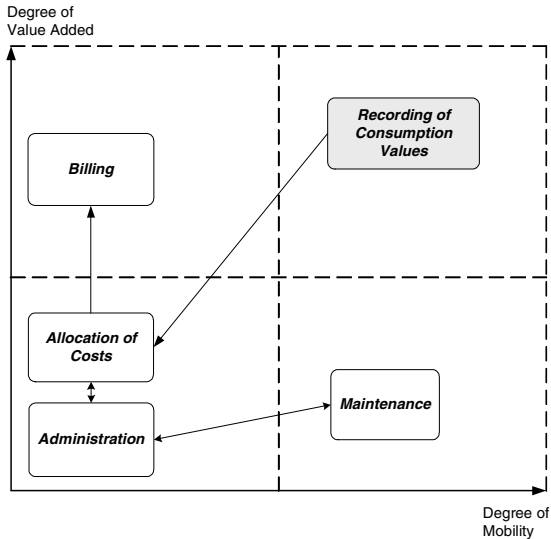 Degree of
Value Added
Recording of
Consumption
Values
Billing
Allocation of
Costs
Maintenance
Administration
Degree of
Mobility